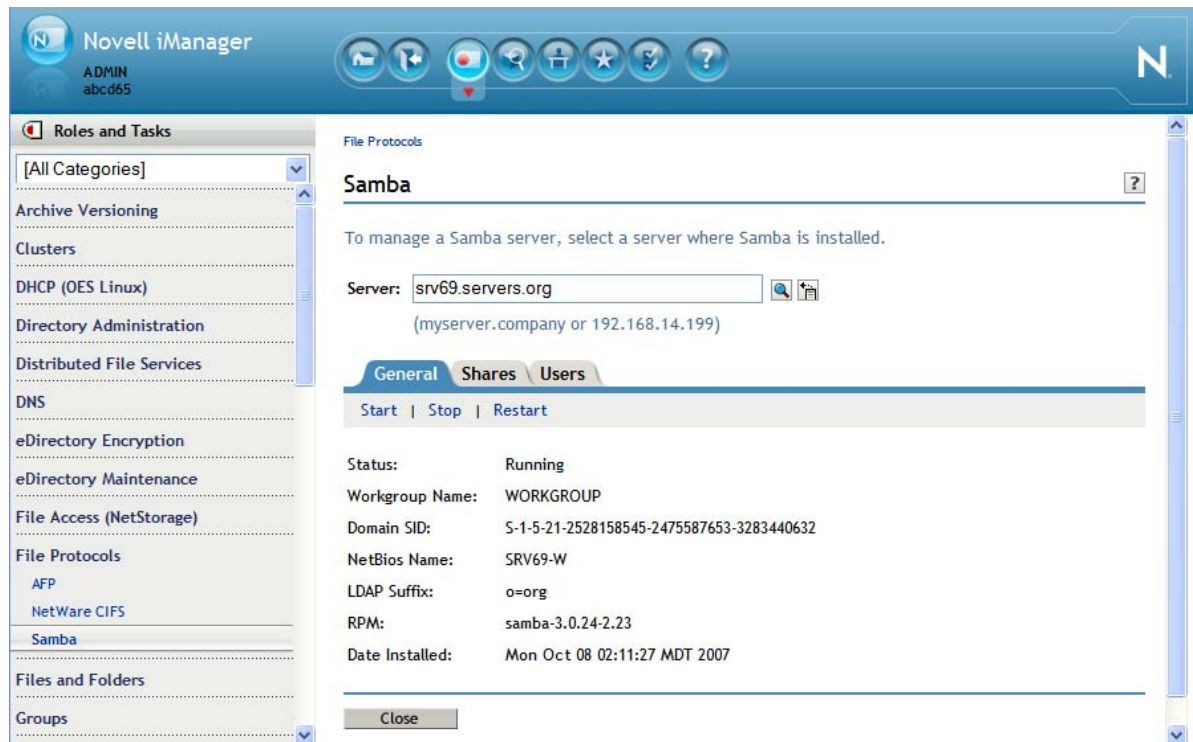 Novell iManager
ADMIN
abcd65
N
?
N
Roles and Tasks
[All Categories]
Archive Versioning
Clusters
DHCP (OES Linux)
Directory Administration
Distributed File Services
DNS
eDirectory Encryption
eDirectory Maintenance
File Access (NetStorage)
File Protocols
AFP
NetWare CIFS
Samba
Files and Folders
Groups
File Protocols
Samba
?
To manage a Samba server, select a server where Samba is installed.
Server: srv69.servers.org
(myserver.company or 192.168.14.199)
General Shares Users
Start | Stop | Restart
Status: Running
Workgroup Name: WORKGROUP
Domain SID: S-1-5-21-2528158545-2475587653-3283440632
NetBios Name: SRV69-W
LDAP Suffix: o=org
RPM: samba-3.0.24-2.23
Date Installed: Mon Oct 08 02:11:27 MDT 2007
Close